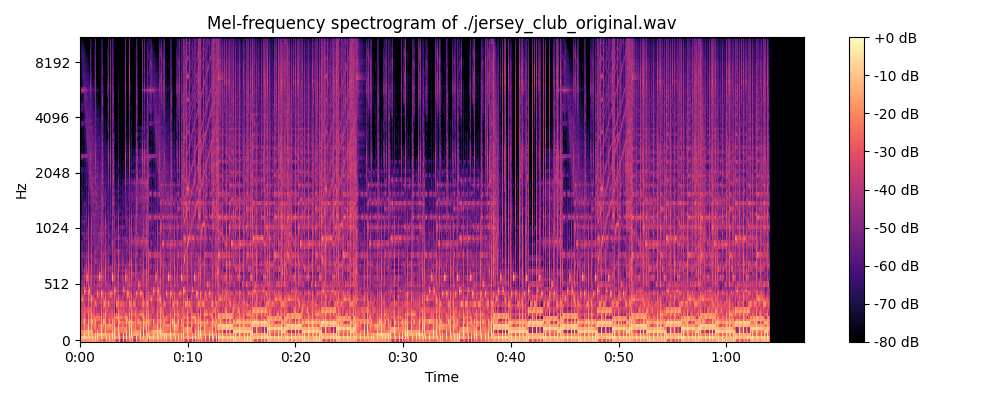 Mel-frequency spectrogram of ./jersey_club_original.wav
8192
4096
2048
1024
512
0
Hz
0:00 0:10 0:20 0:30 0:40 0:50 1:00
Time
+0 dB
-10 dB
-20 dB
-30 dB
-40 dB
-50 dB
-60 dB
-70 dB
-80 dB